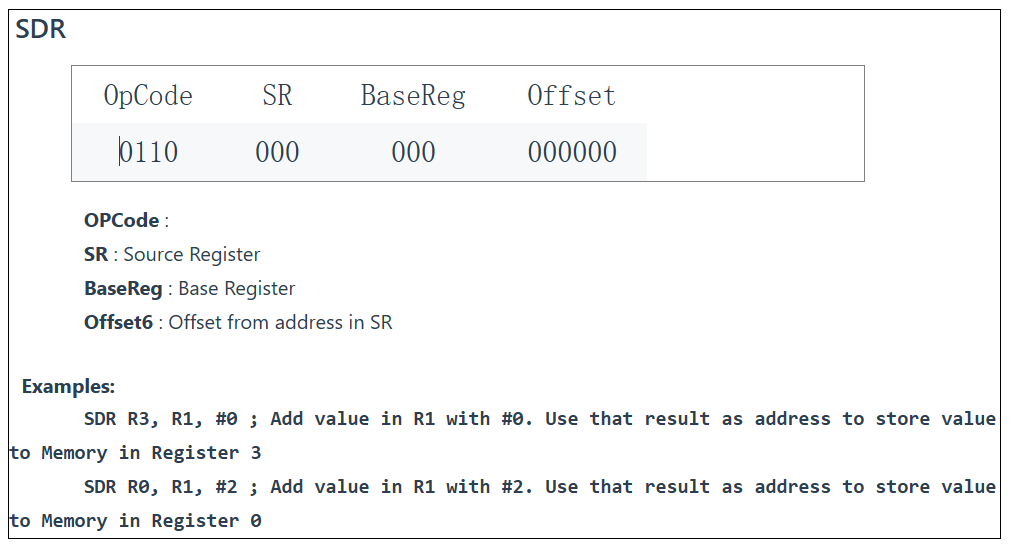 SDR
OpCode SR BaseReg Offset
0110 000 000 000000
OPCode :
SR : Source Register
BaseReg : Base Register
Offset6 : Offset from address in SR
Examples:
SDR R3, R1, #0 ; Add value in R1 with #0. Use that result as address to store value
to Memory in Register 3
SDR R0, R1, #2 ; Add value in R1 with #2. Use that result as address to store value
to Memory in Register 0